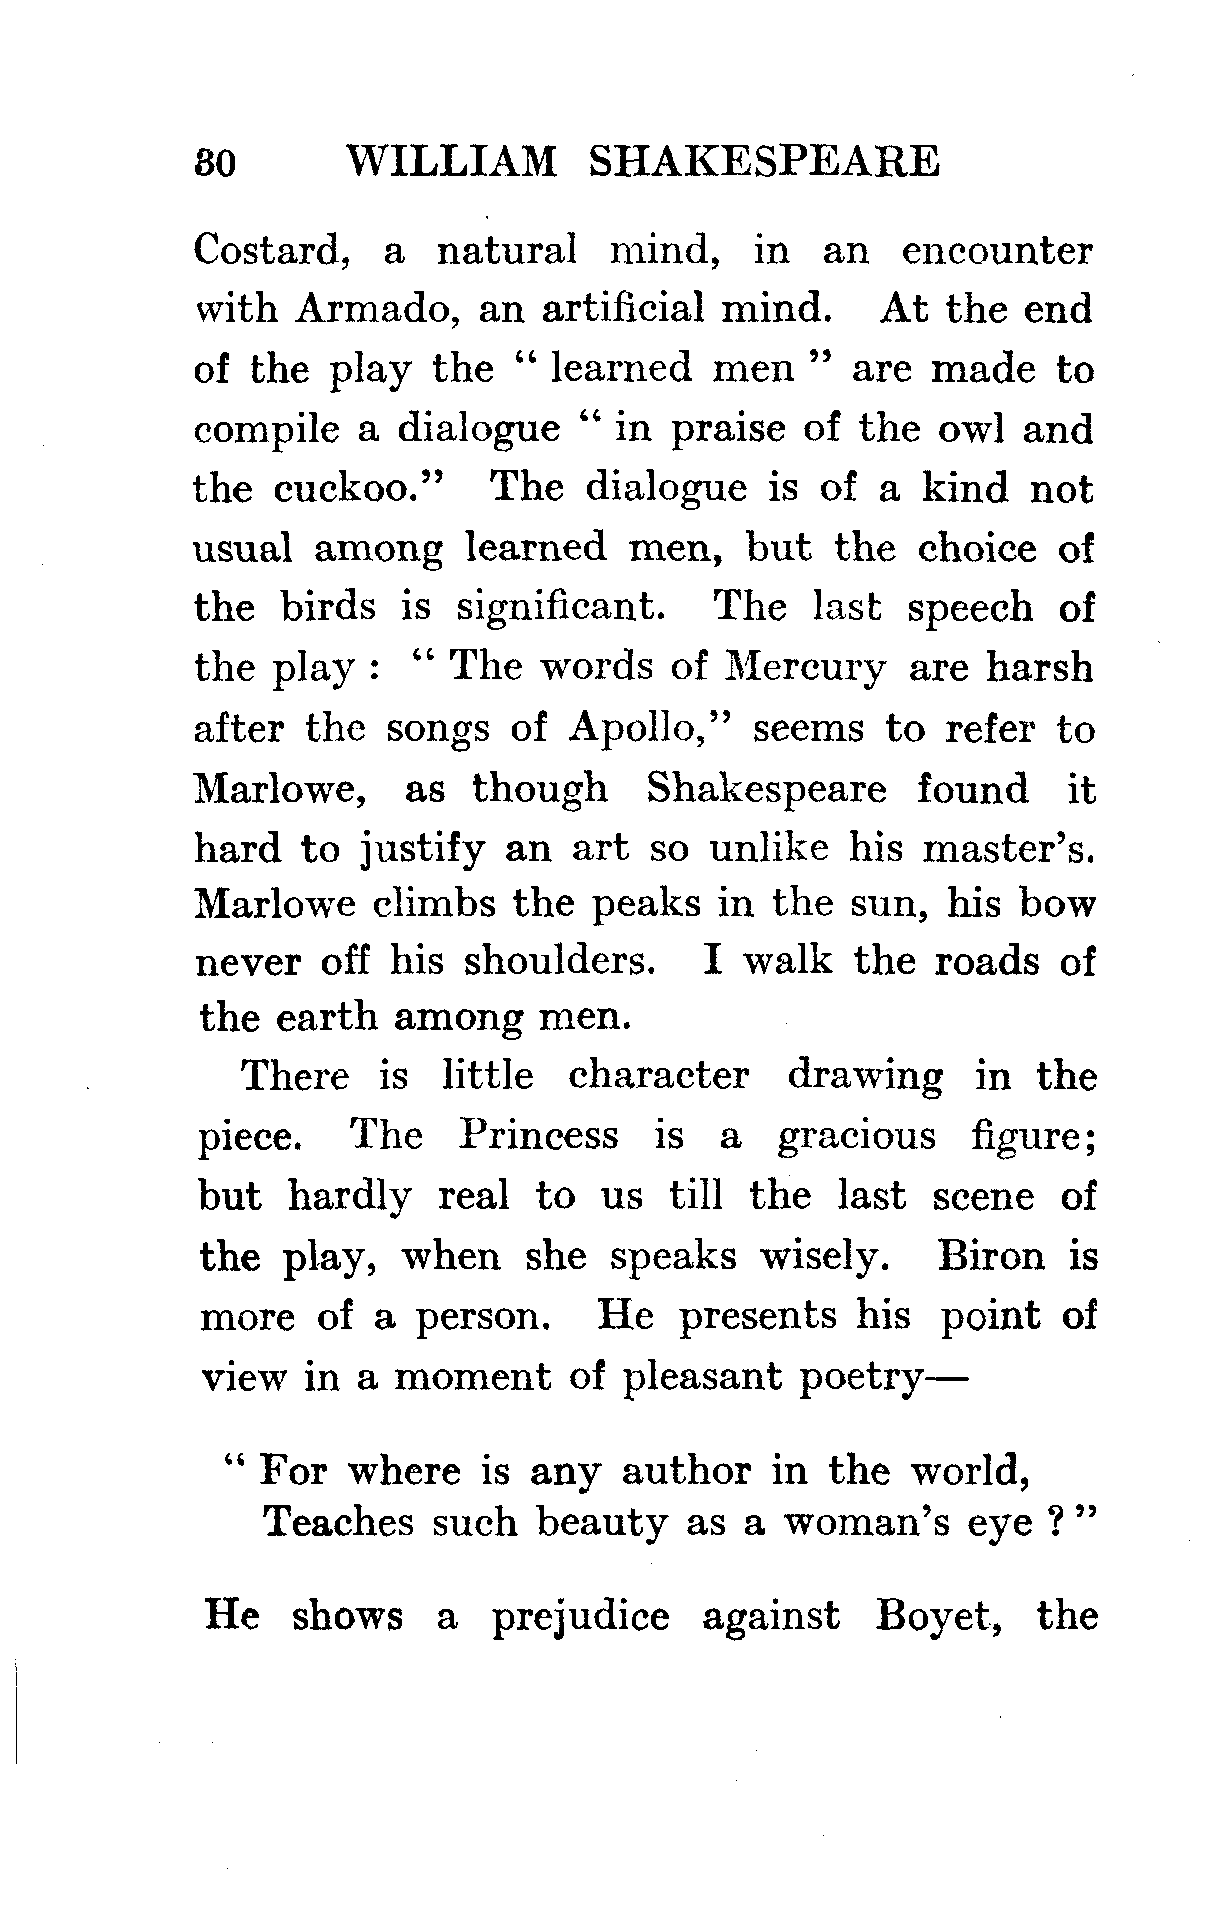 80 WILLIAM SHAKESPEARE
Costard, a natural mind, in an encounter
with Armado, an artificial mind. At the end
of the play the “ learned men ” are made to
compile a dialogue “ in praise of the owl and
the cuckoo.” The dialogue is of a kind not
usual among learned men, but the choice of
the birds is significant. The last speech of
the play : “ The words of Mercury are harsh
after the songs of Apollo,” seems to refer to
Marlowe, as though Shakespeare found it
hard to justify an art so unlike his master’s.
Marlowe climbs the peaks in the sun, his bow
never off his shoulders. I walk the roads of
the earth among men.
There is little character drawing in the
piece. The Princess is a gracious figure;
but hardly real to us till the last scene of
the play, when she speaks wisely. Biron is
more of a person. He presents his point of
view in a moment of pleasant poetry—
“ For where is any author in the world,
Teaches such beauty as a woman’s eye ? ”
He shows a prejudice against Boyet, the